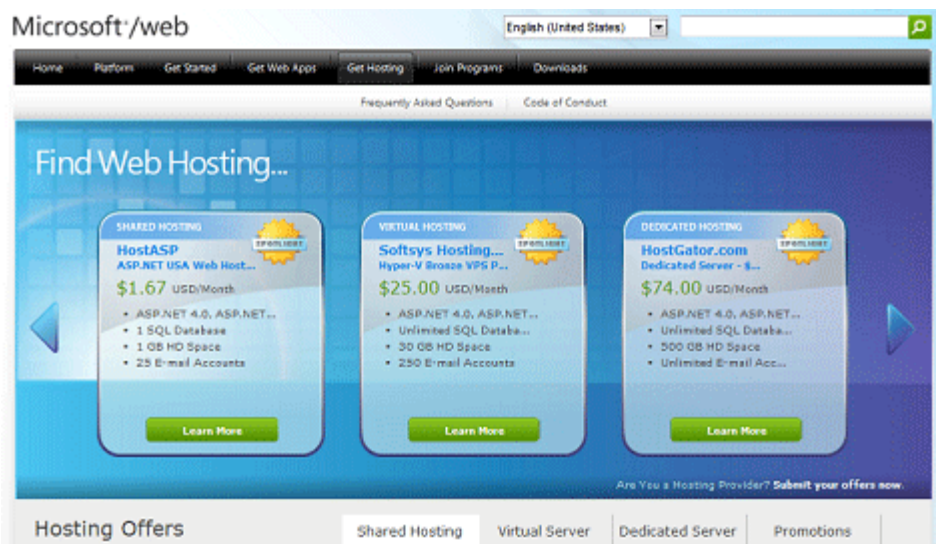 Microsoft /web
English (United States)
Home Platform Get Started Get Web Apps Get Hosting Join Programs Downloads
Frequently Asked Questions Code of Conduct
Find Web Hosting...
SHARED HOSTING
SPOTLIGHT
HostASP
ASP.NET USA Web Host...
$1.67 USD/Month
• ASP.NET 4.0, ASP.NET...
• 1 SQL Database
• 1 GB HD Space
• 25 E-mail Accounts
Learn More
VIRTUAL HOSTING
SPOTLIGHT
Softsys Hosting...
Hyper-V Bronze VPS P...
$25.00 USD/Month
• ASP.NET 4.0, ASP.NET...
• Unlimited SQL Databa...
• 30 GB HD Space
• 250 E-mail Accounts
Learn More
DEDICATED HOSTING
SPOTLIGHT
HostGator.com
Dedicated Server - $...
$74.00 USD/Month
• ASP.NET 4.0, ASP.NET...
• Unlimited SQL Databa...
• 500 GB HD Space
• Unlimited E-mail Acc...
Learn More
Are You a Hosting Provider? Submit your offers now.
Hosting Offers
Shared Hosting Virtual Server Dedicated Server Promotions